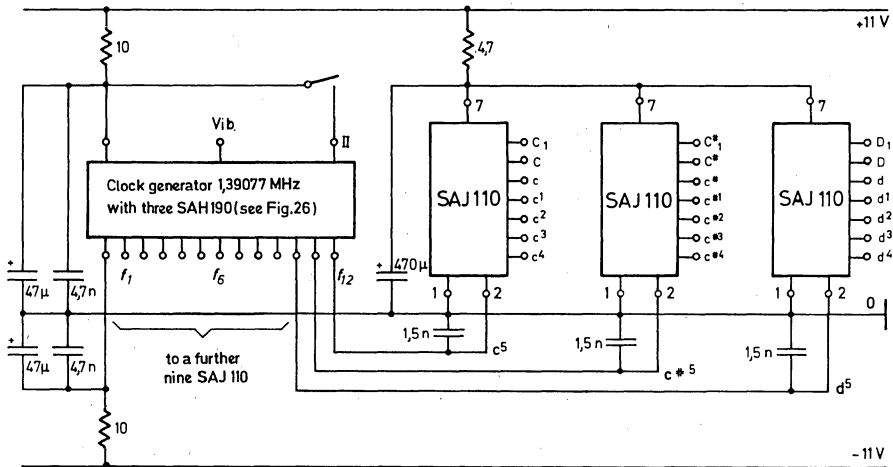 +11 V
10
4,7
Vib.
II
7
7
7
Clock generator 1,39077 MHz
with three SAH190 (see Fig.26)
SAJ 110
C₁
C
c
c¹
c²
c³
c⁴
SAJ 110
C#₁
C#
c#
c#1
c#2
c#3
c#4
SAJ 110
D₁
D
d
d¹
d²
d³
d⁴
f₁
f₆
f₁₂
+
47µ
4,7n
+
470µ
1
2
1
2
1
2
0
+
47µ
4,7n
to a further
nine SAJ 110
1,5n
c⁵
1,5n
c#⁵
1,5n
d⁵
10
-11 V